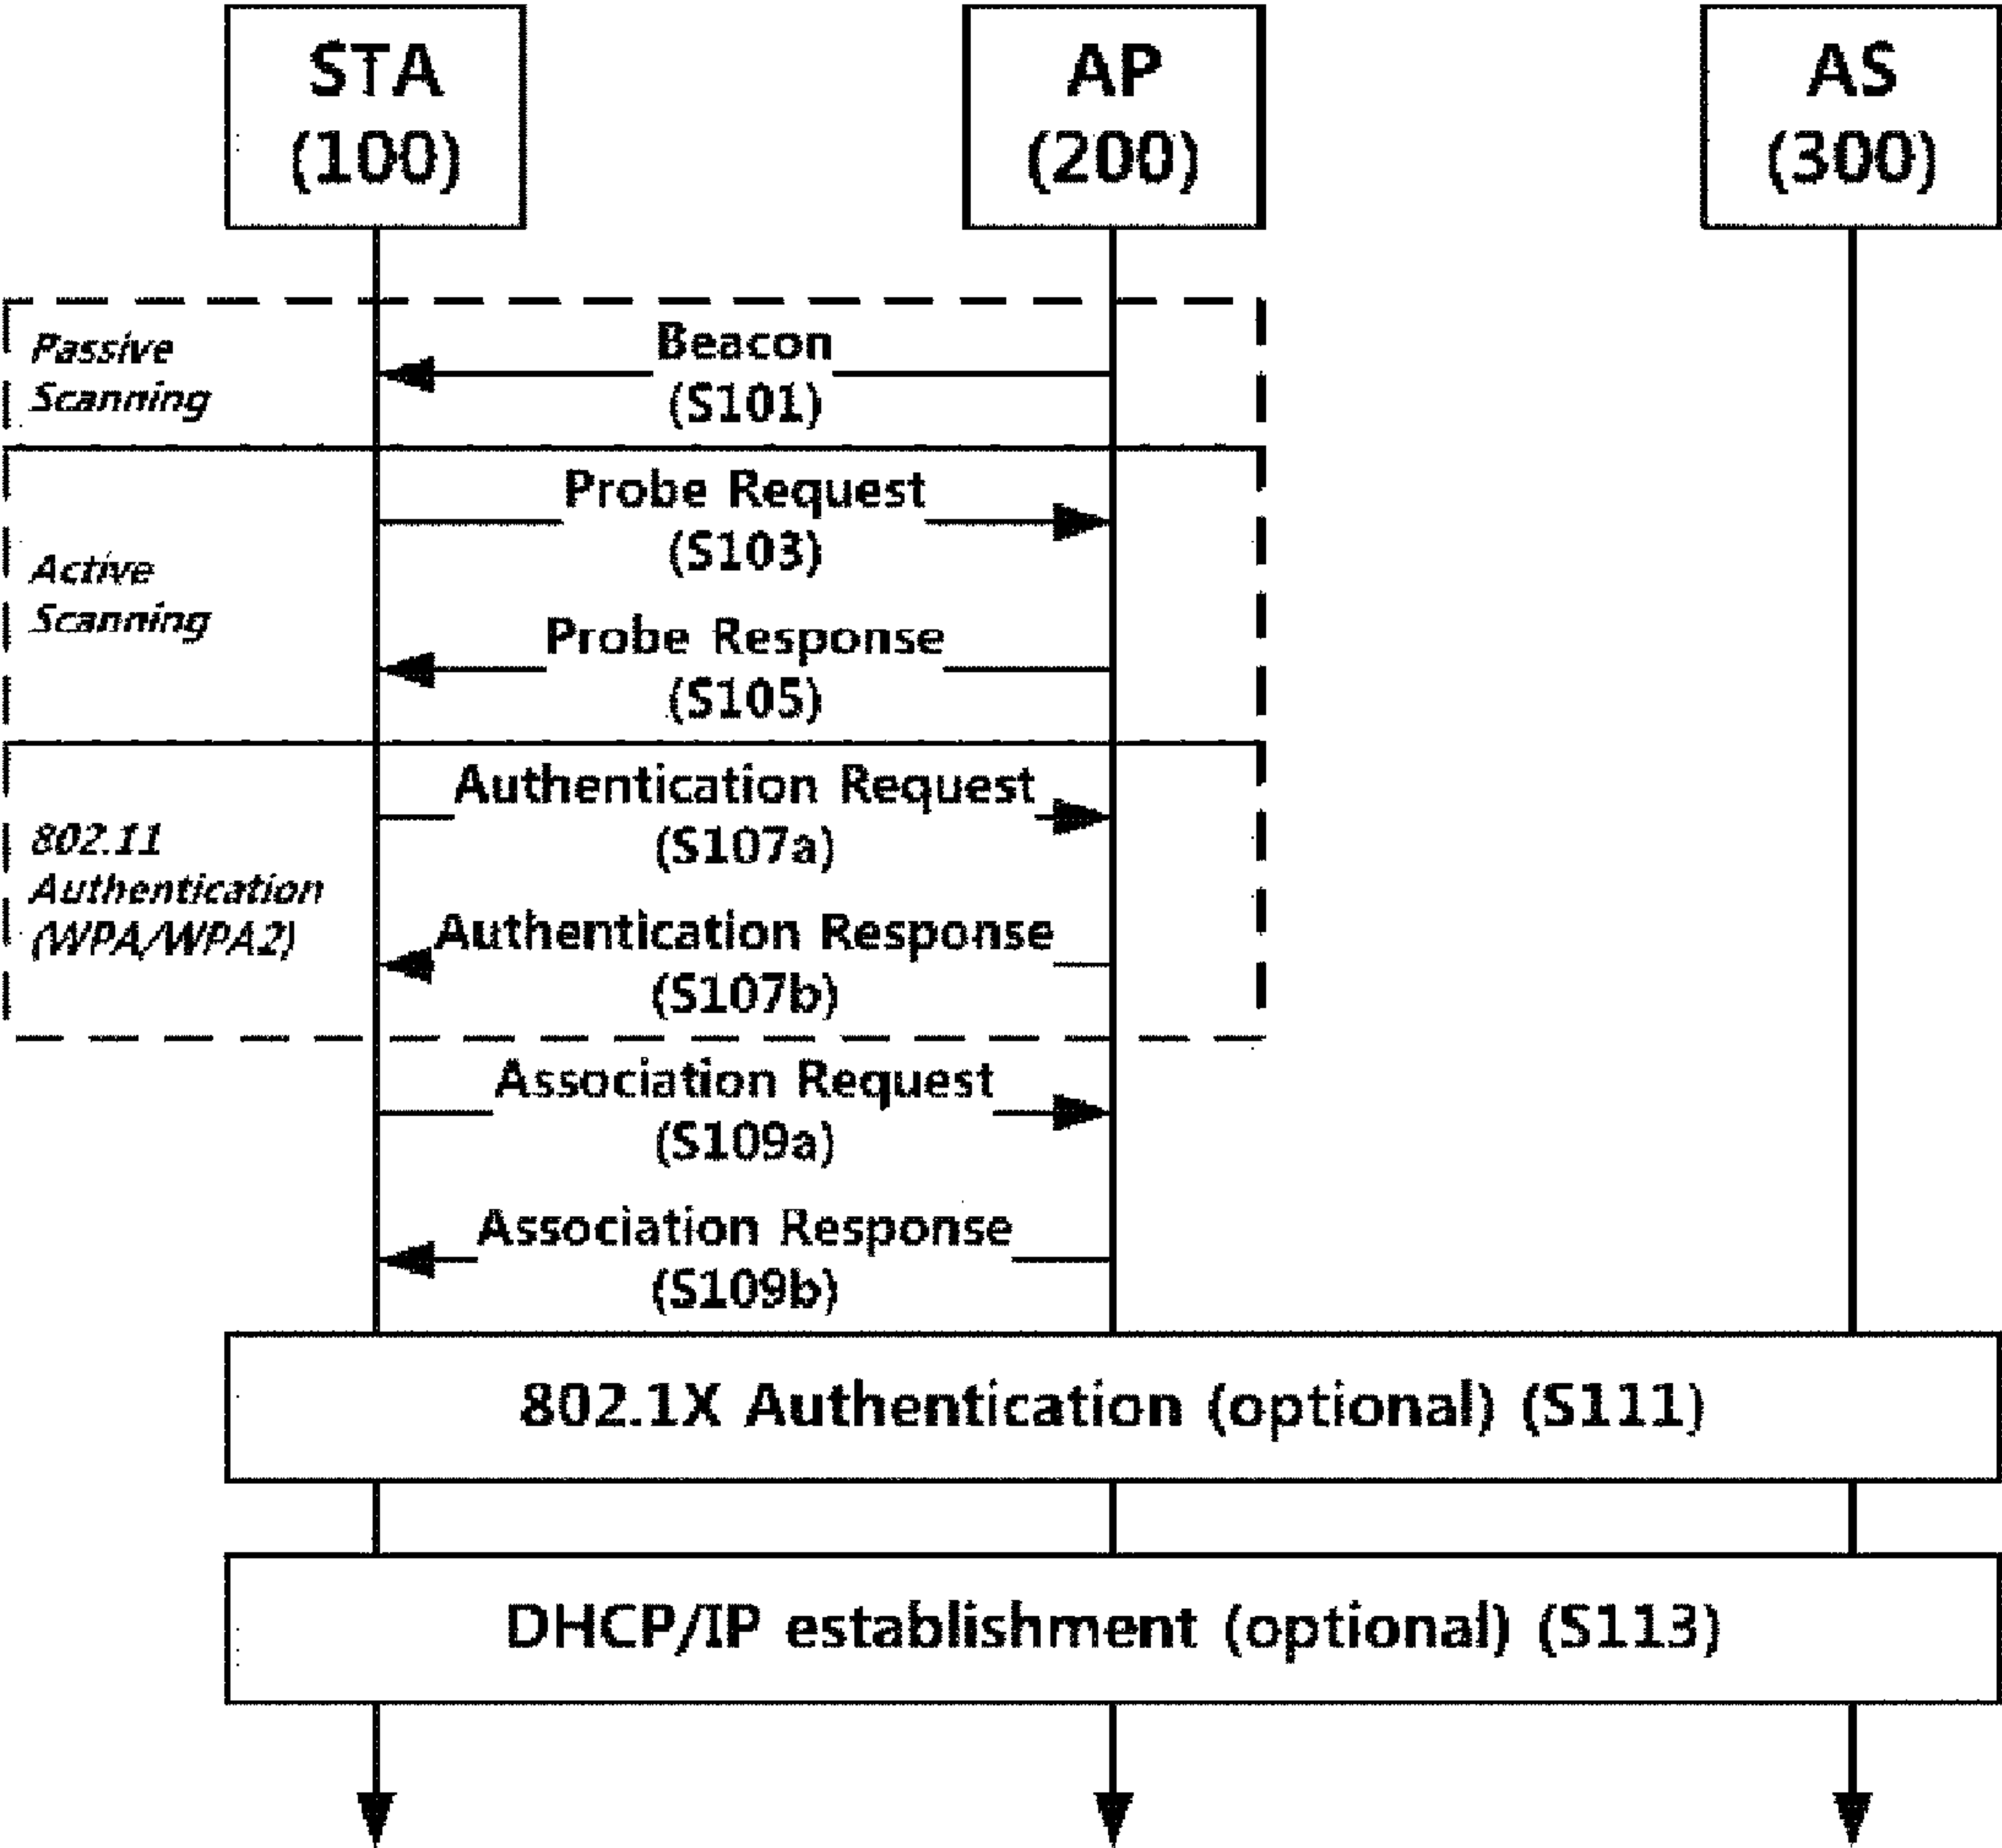 STA
(100)
AP
(200)
AS
(300)
Passive
Scanning
Beacon
(S101)
Active
Scanning
Probe Request
(S103)
Probe Response
(S105)
802.11
Authentication
(WPA/WPA2)
Authentication Request
(S107a)
Authentication Response
(S107b)
Association Request
(S109a)
Association Response
(S109b)
802.1X Authentication (optional) (S111)
DHCP/IP establishment (optional) (S113)